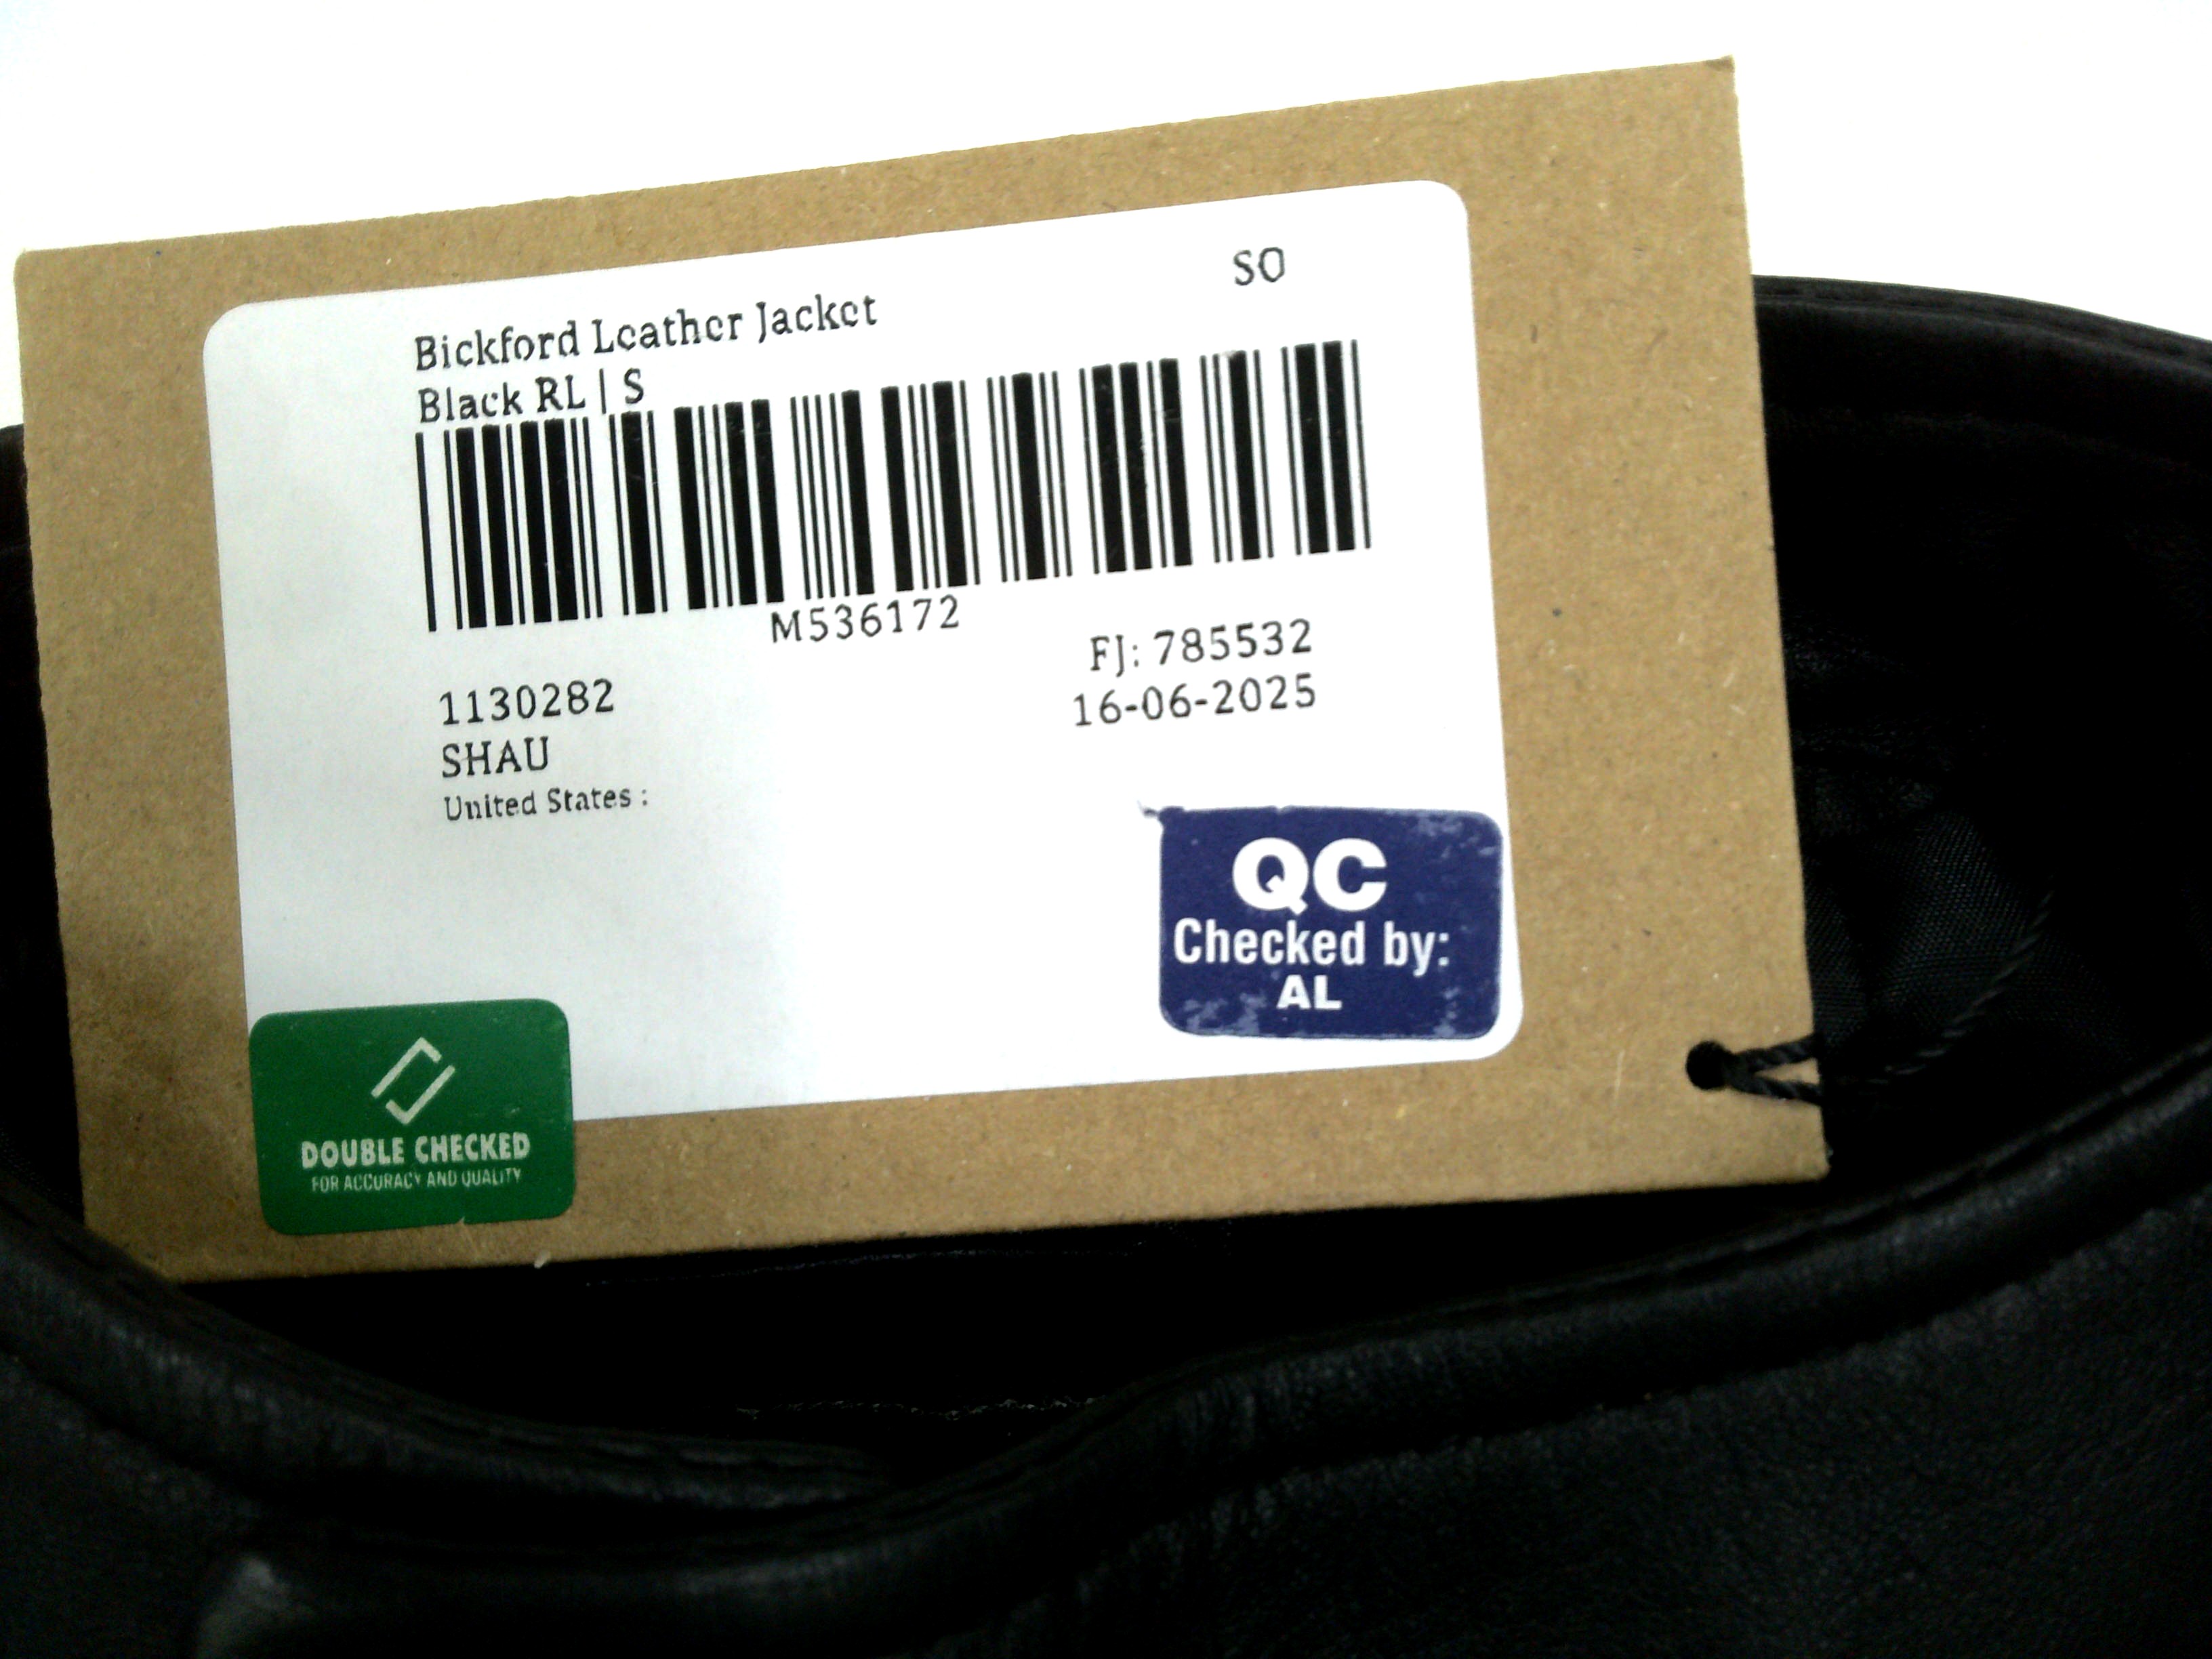 SO
Bickford Leather Jacket
Black RL | S
M536172
FJ: 785532
1130282
16-06-2025
SHAU
United States :
QC
Checked by:
AL
DOUBLE CHECKED
FOR ACCURACY AND QUALITY